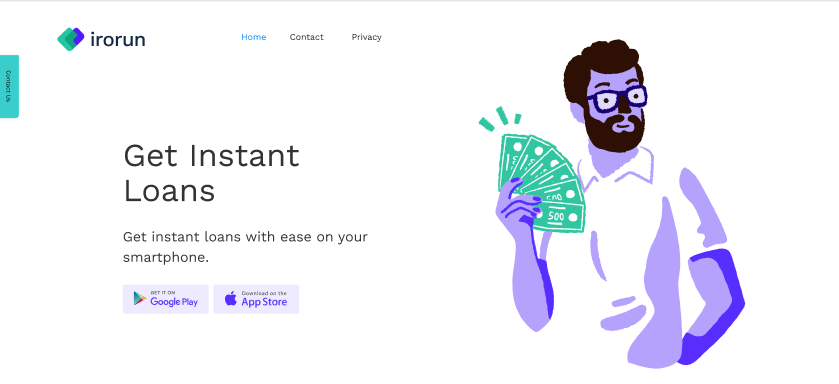 irorun
Home
Contact
Privacy
Contact Us
Get Instant
Loans
Get instant loans with ease on your
smartphone.
GET IT ON
Google Play
Download on the
App Store
500
500